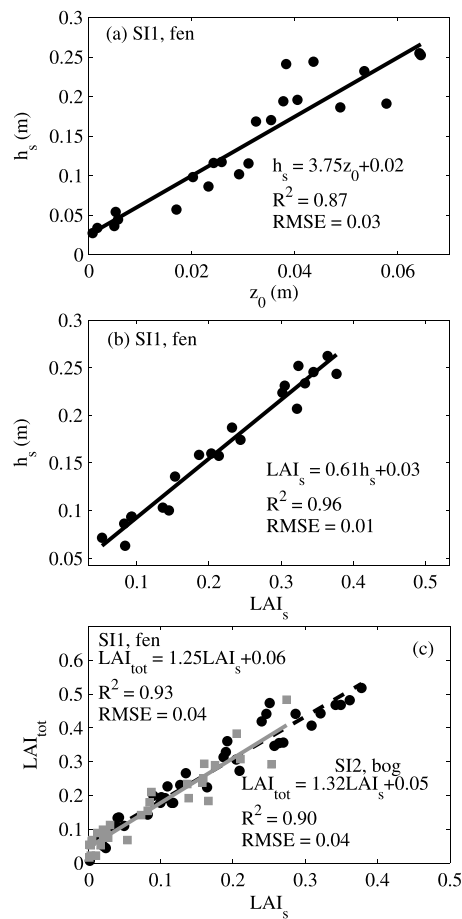 (a) SI1, fen
0.3
0.25
0.2
0.15
0.1
0.05
0
h_s (m)
h_s = 3.75z_0+0.02
R^2 = 0.87
RMSE = 0.03
0 0.02 0.04 0.06
z_0 (m)
(b) SI1, fen
0.3
0.25
0.2
0.15
0.1
0.05
h_s (m)
LAI_s = 0.61h_s+0.03
R^2 = 0.96
RMSE = 0.01
0.1 0.2 0.3 0.4 0.5
LAI_s
SI1, fen
(c)
LAI_tot = 1.25LAI_s+0.06
R^2 = 0.93
RMSE = 0.04
0.6
0.5
0.4
0.3
0.2
0.1
0
LAI_tot
SI2, bog
LAI_tot = 1.32LAI_s+0.05
R^2 = 0.90
RMSE = 0.04
0 0.1 0.2 0.3 0.4 0.5
LAI_s